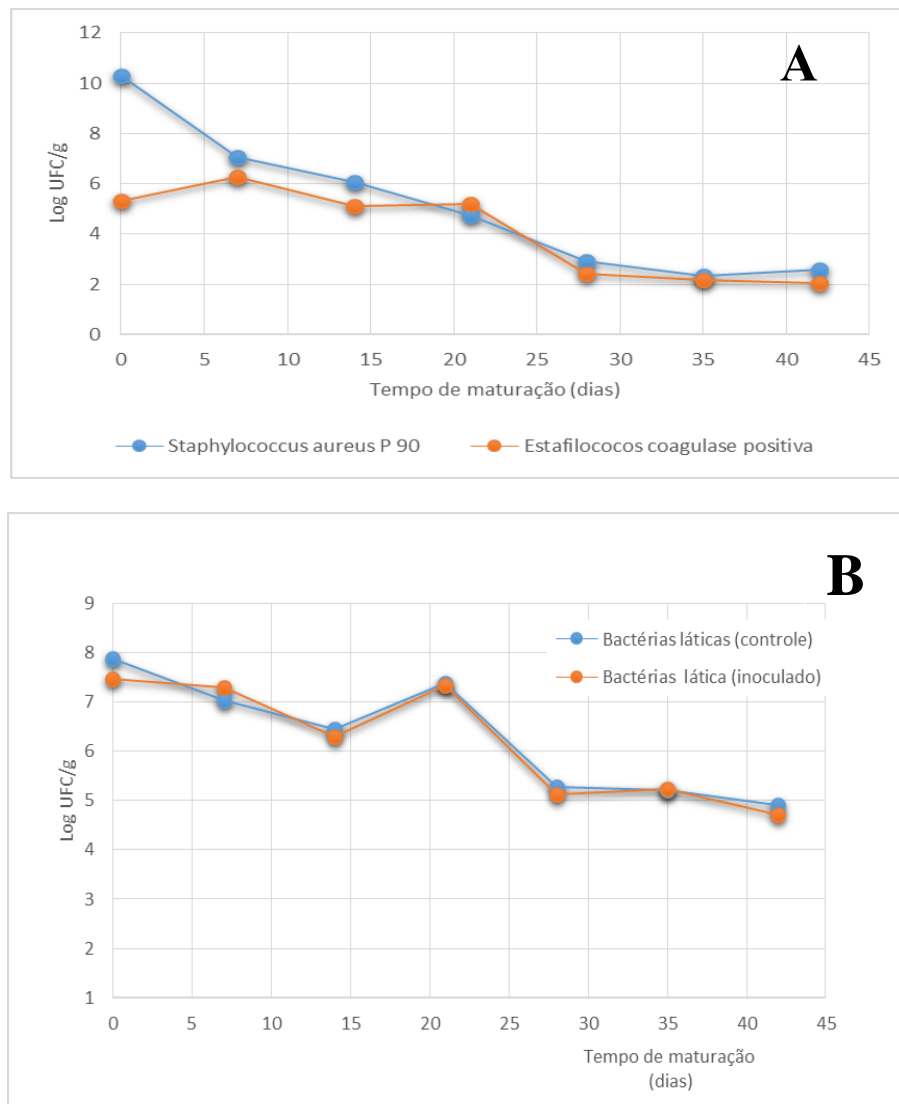 A
12
10
8
6
4
2
0
Log UFC/g
0 5 10 15 20 25 30 35 40 45
Tempo de maturação (dias)
Staphylococcus aureus P 90 Estafilococos coagulase positiva
B
9
8
7
6
5
4
3
2
1
Log UFC/g
Bactérias láticas (controle)
Bactérias lática (inoculado)
0 5 10 15 20 25 30 35 40 45
Tempo de maturação
(dias)